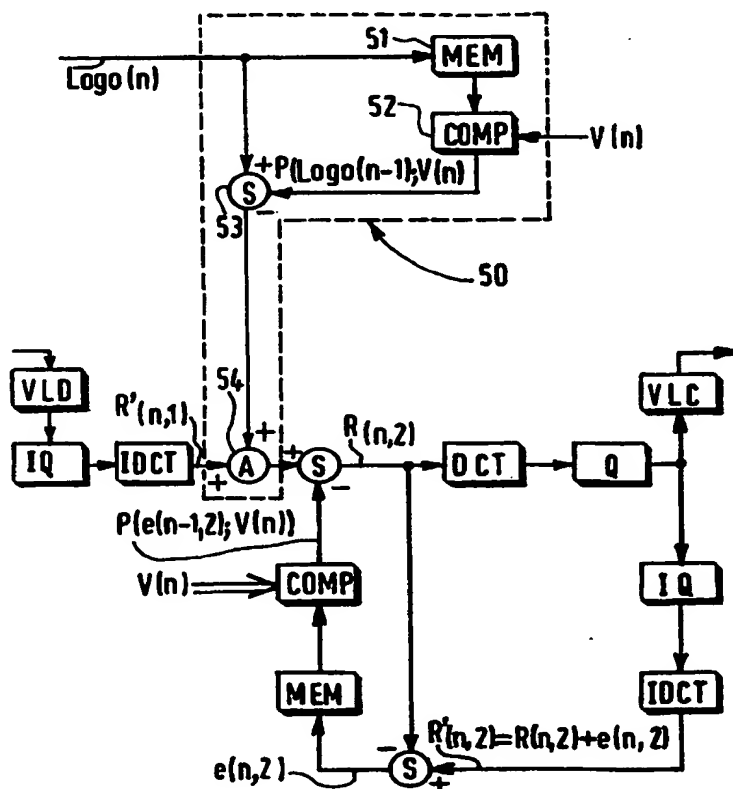 51
MEM
Logo(n)
52
COMP
V(n)
+
P(Logo(n-1);V(n)
S
-
53
50
VLD
54
VLC
R'(n,1)
+
+
R(n,2)
IQ
IDCT
A
S
DCT
Q
+
-
P(e(n-1,2);V(n))
V(n)
COMP
IQ
MEM
IDCT
-
R'(n,2)=R(n,2)+e(n,2)
e(n,2)
S
+